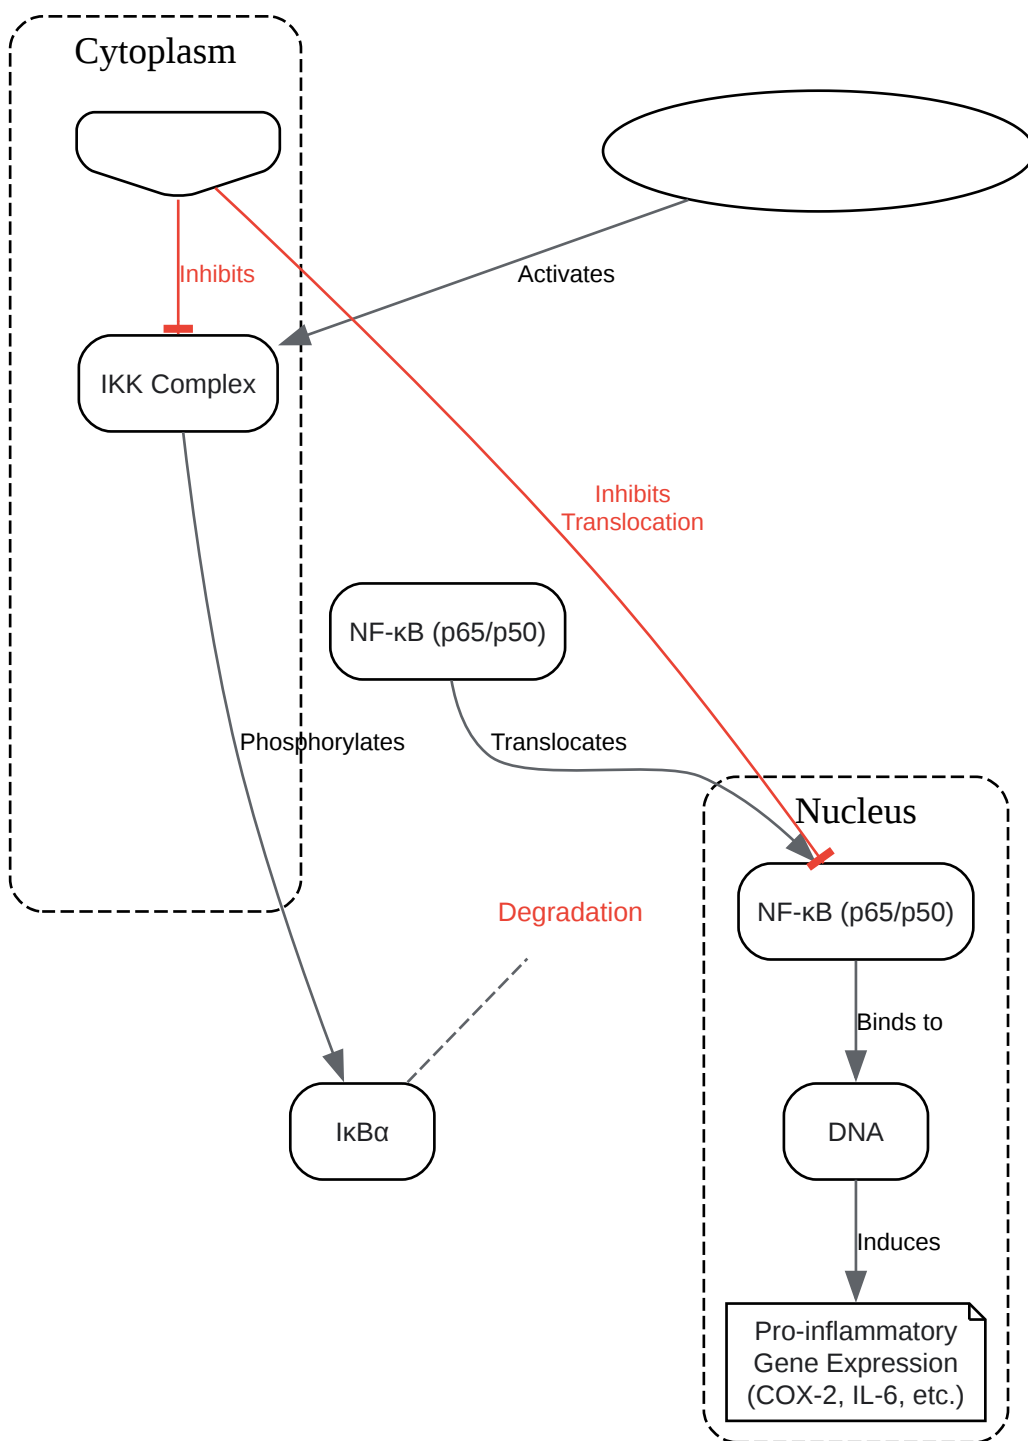 Cytoplasm
Inhibits
Activates
IKK Complex
Inhibits
Translocation
NF-κB (p65/p50)
Phosphorylates
Translocates
Nucleus
Degradation
NF-κB (p65/p50)
Binds to
IκBα
DNA
Induces
Pro-inflammatory
Gene Expression
(COX-2, IL-6, etc.)